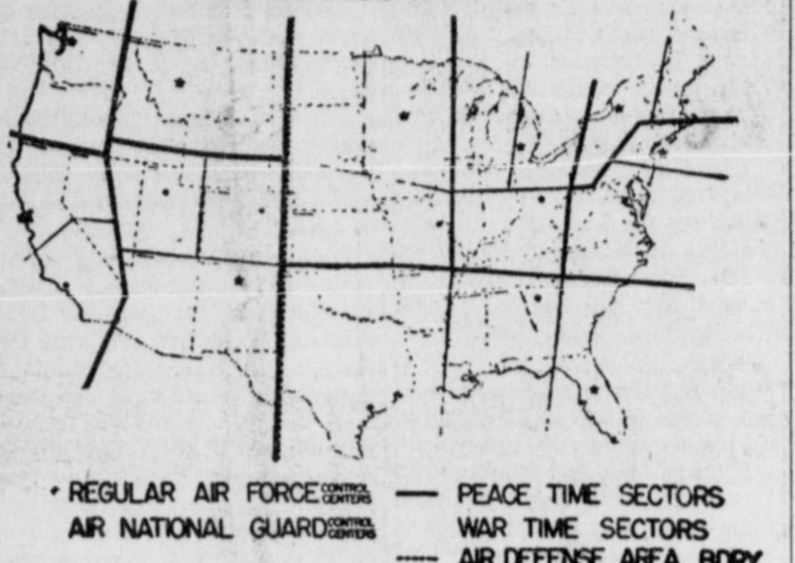 REGULAR AIR FORCE CONTROL CENTERS
AIR NATIONAL GUARD CONTROL CENTERS
PEACE TIME SECTORS
WAR TIME SECTORS
AIR DEFENSE AREA BDRY